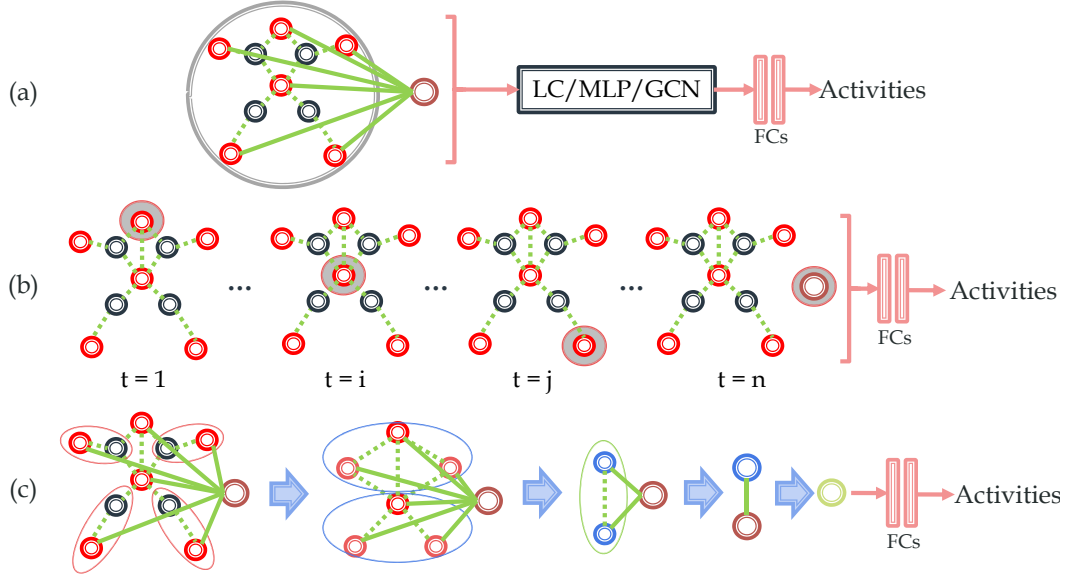 (a)
LC/MLP/GCN
FCs
Activities
(b)
...
...
...
t = 1
t = i
t = j
t = n
FCs
Activities
(c)
FCs
Activities